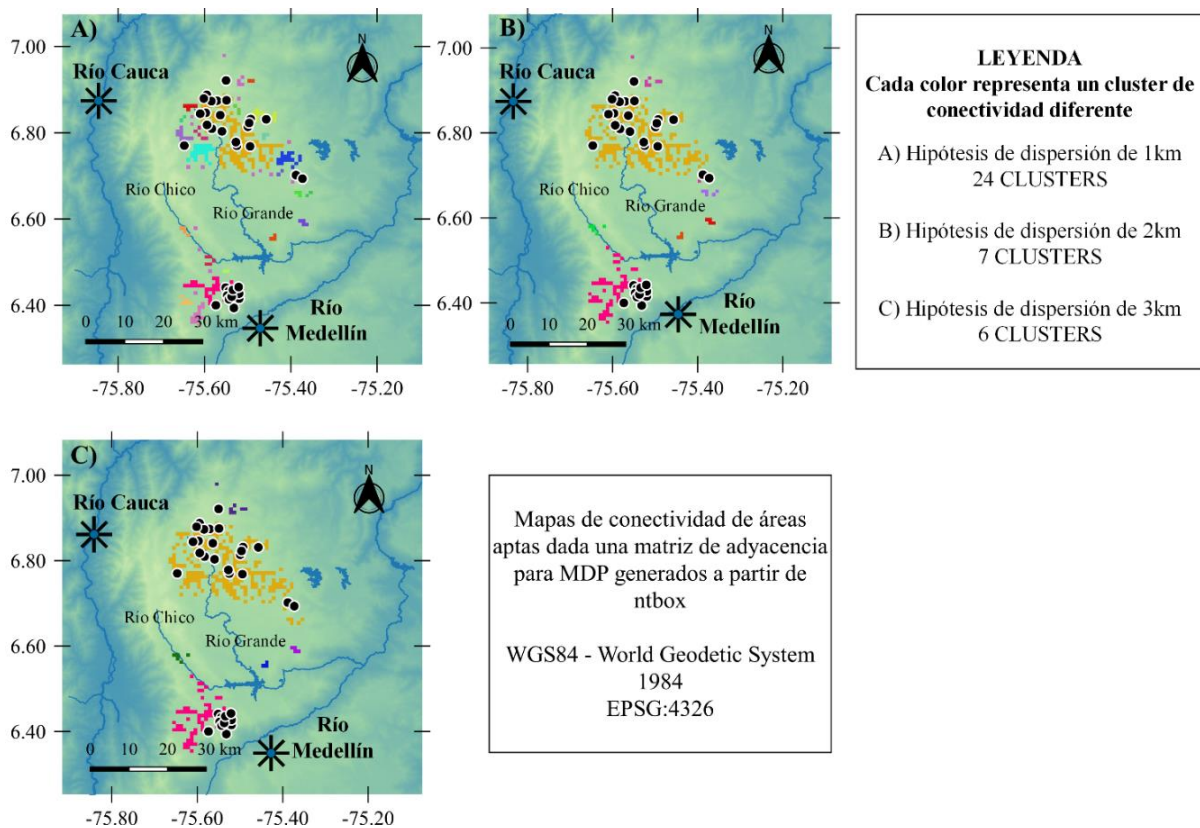 A)
N
7.00
Río Cauca
6.80
Río Chico
Río Grande
6.60
6.40
0 10 20 30 km
Río
Medellín
-75.80 -75.60 -75.40 -75.20
B)
N
7.00
Río Cauca
6.80
Río Chico
Río Grande
6.60
6.40
0 10 20 30 km
Río
Medellín
-75.80 -75.60 -75.40 -75.20
LEYENDA
Cada color representa un cluster de
conectividad diferente
A) Hipótesis de dispersión de 1km
24 CLUSTERS
B) Hipótesis de dispersión de 2km
7 CLUSTERS
C) Hipótesis de dispersión de 3km
6 CLUSTERS
C)
N
7.00
Río Cauca
6.80
Río Chico
Río Grande
6.60
6.40
0 10 20 30 km
Río
Medellín
-75.80 -75.60 -75.40 -75.20
Mapas de conectividad de áreas
aptas dada una matriz de adyacencia
para MDP generados a partir de
ntbox
WGS84 - World Geodetic System
1984
EPSG:4326